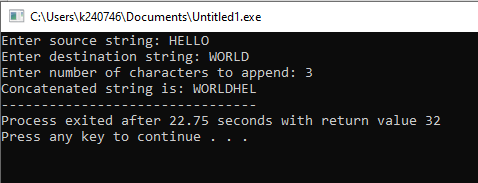 C:\Users\k240746\Documents\Untitled1.exe
Enter source string: HELLO
Enter destination string: WORLD
Enter number of characters to append: 3
Concatenated string is: WORLDHEL
--------------------------------
Process exited after 22.75 seconds with return value 32
Press any key to continue . . .